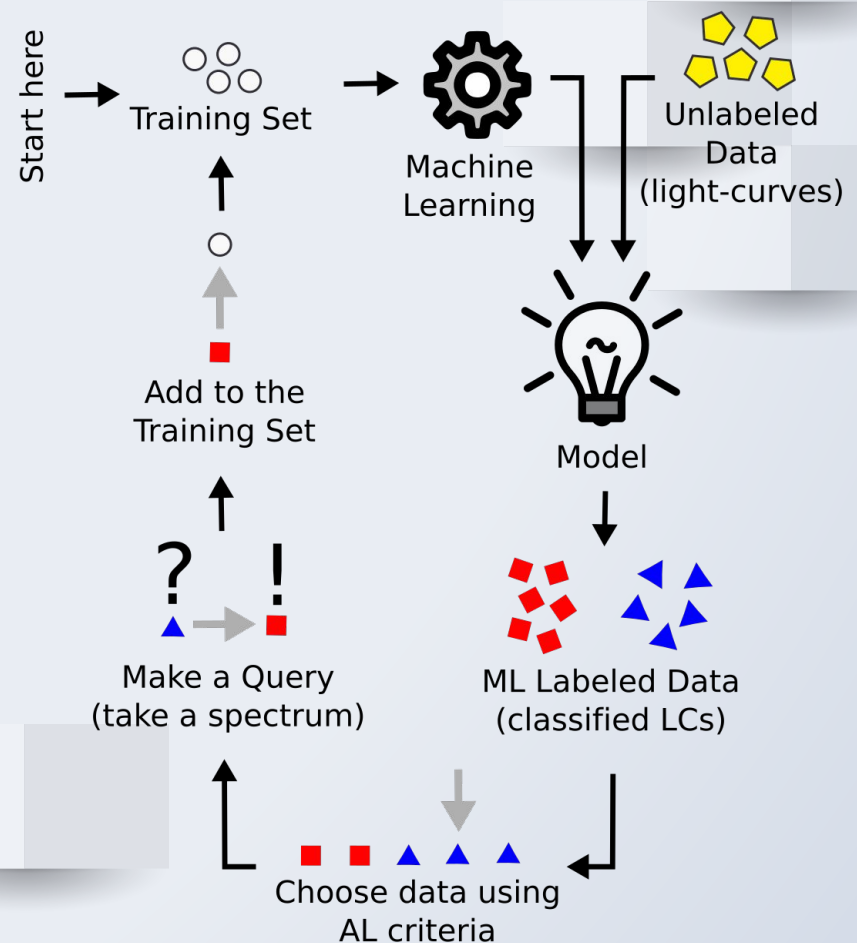 Start here
Training Set
Machine
Learning
Unlabeled
Data
(light-curves)
Model
ML Labeled Data
(classified LCs)
Choose data using
AL criteria
? !
Make a Query
(take a spectrum)
Add to the
Training Set